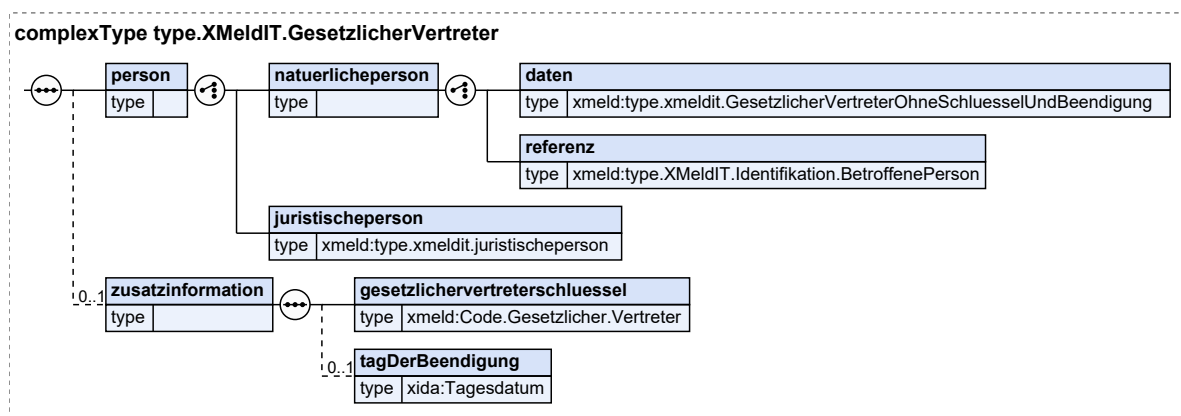 complexType type.XMeldIT.GesetzlicherVertreter
person
type
natuerlicheperson
type
daten
type xmeld:type.xmeldit.GesetzlicherVertreterOhneSchluesselUndBeendigung
referenz
type xmeld:type.XMeldIT.Identifikation.BetroffenePerson
juristischeperson
type xmeld:type.xmeldit.juristischeperson
0..1
zusatzinformation
type
gesetzlichervertreterschluessel
type xmeld:Code.Gesetzlicher.Vertreter
0..1
tagDerBeendigung
type xida:Tagesdatum